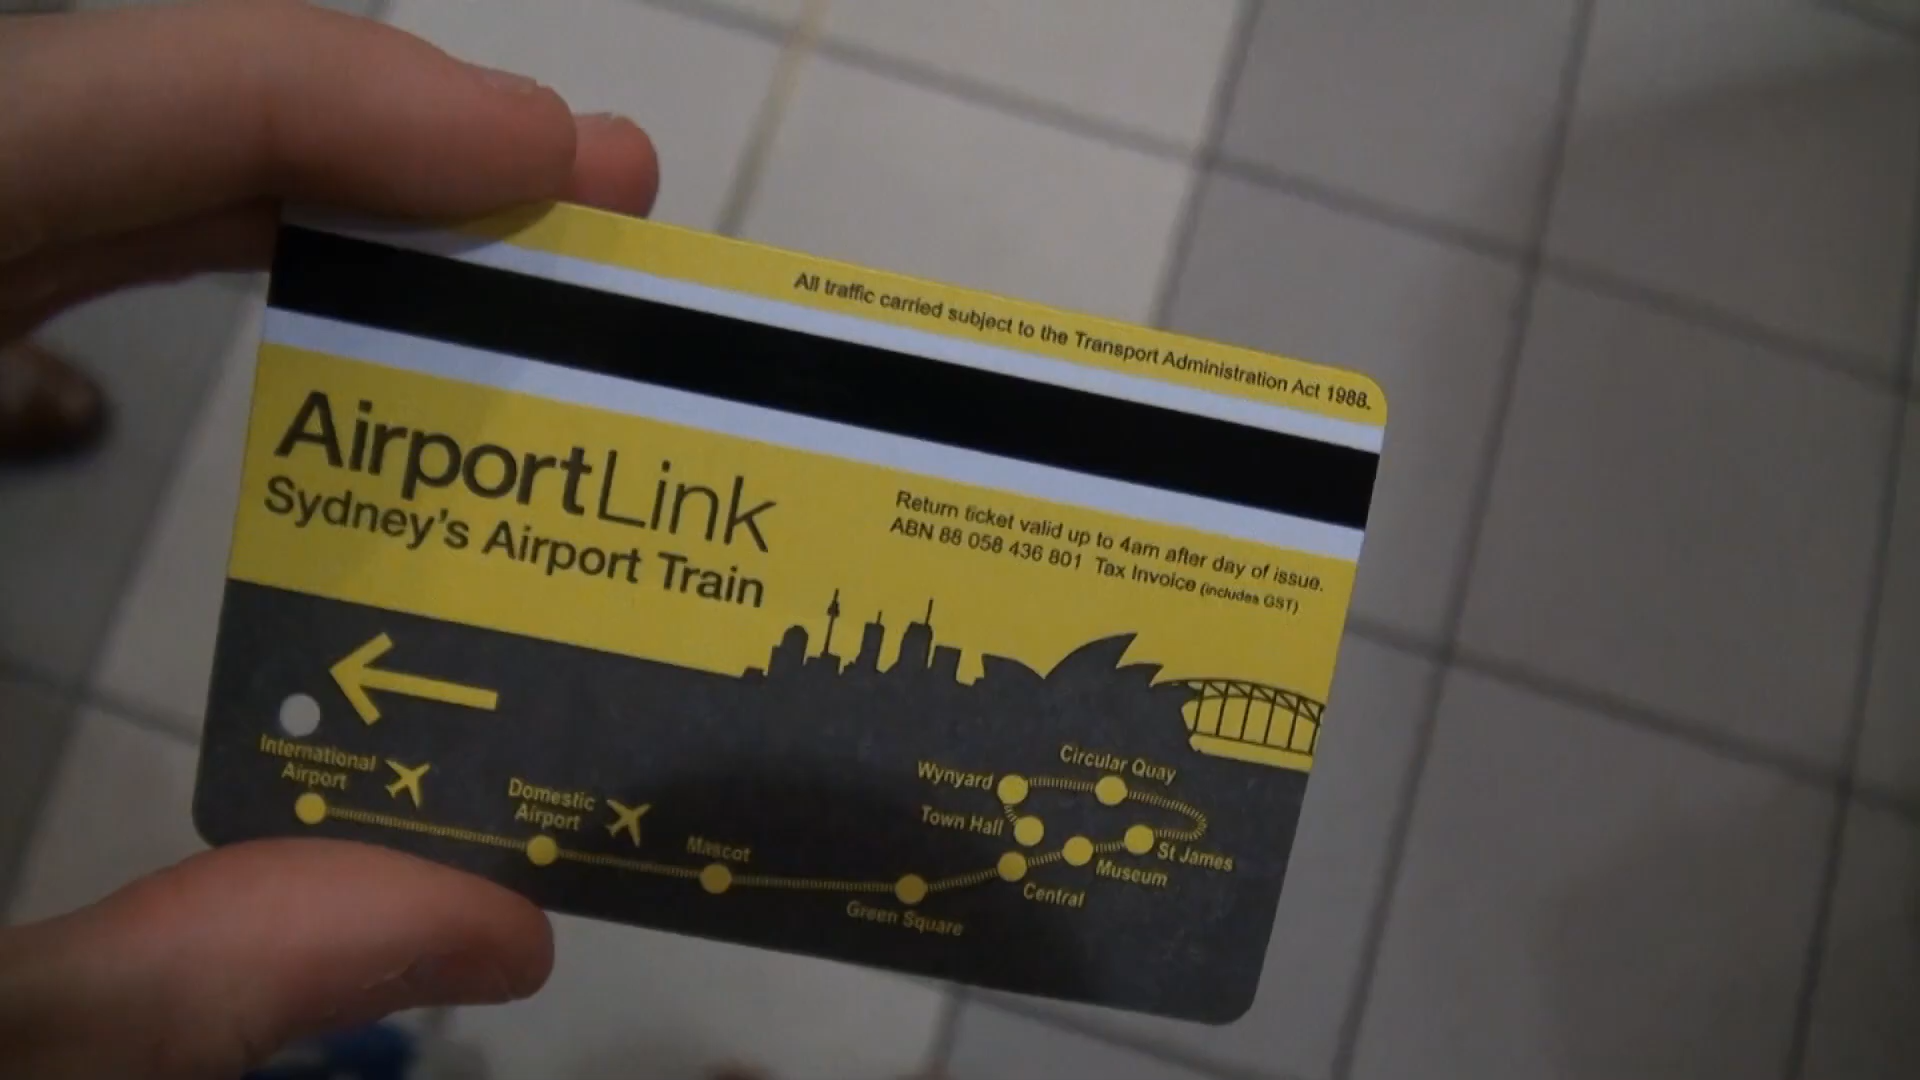 All traffic carried subject to the Transport Administration Act 1988.
AirportLink
Sydney's Airport Train
Return ticket valid up to 4am after day of issue.
ABN 88 058 436 801 Tax Invoice (includes GST)
International
Airport
Domestic
Airport
Mascot
Green Square
Central
Museum
St James
Circular Quay
Wynyard
Town Hall